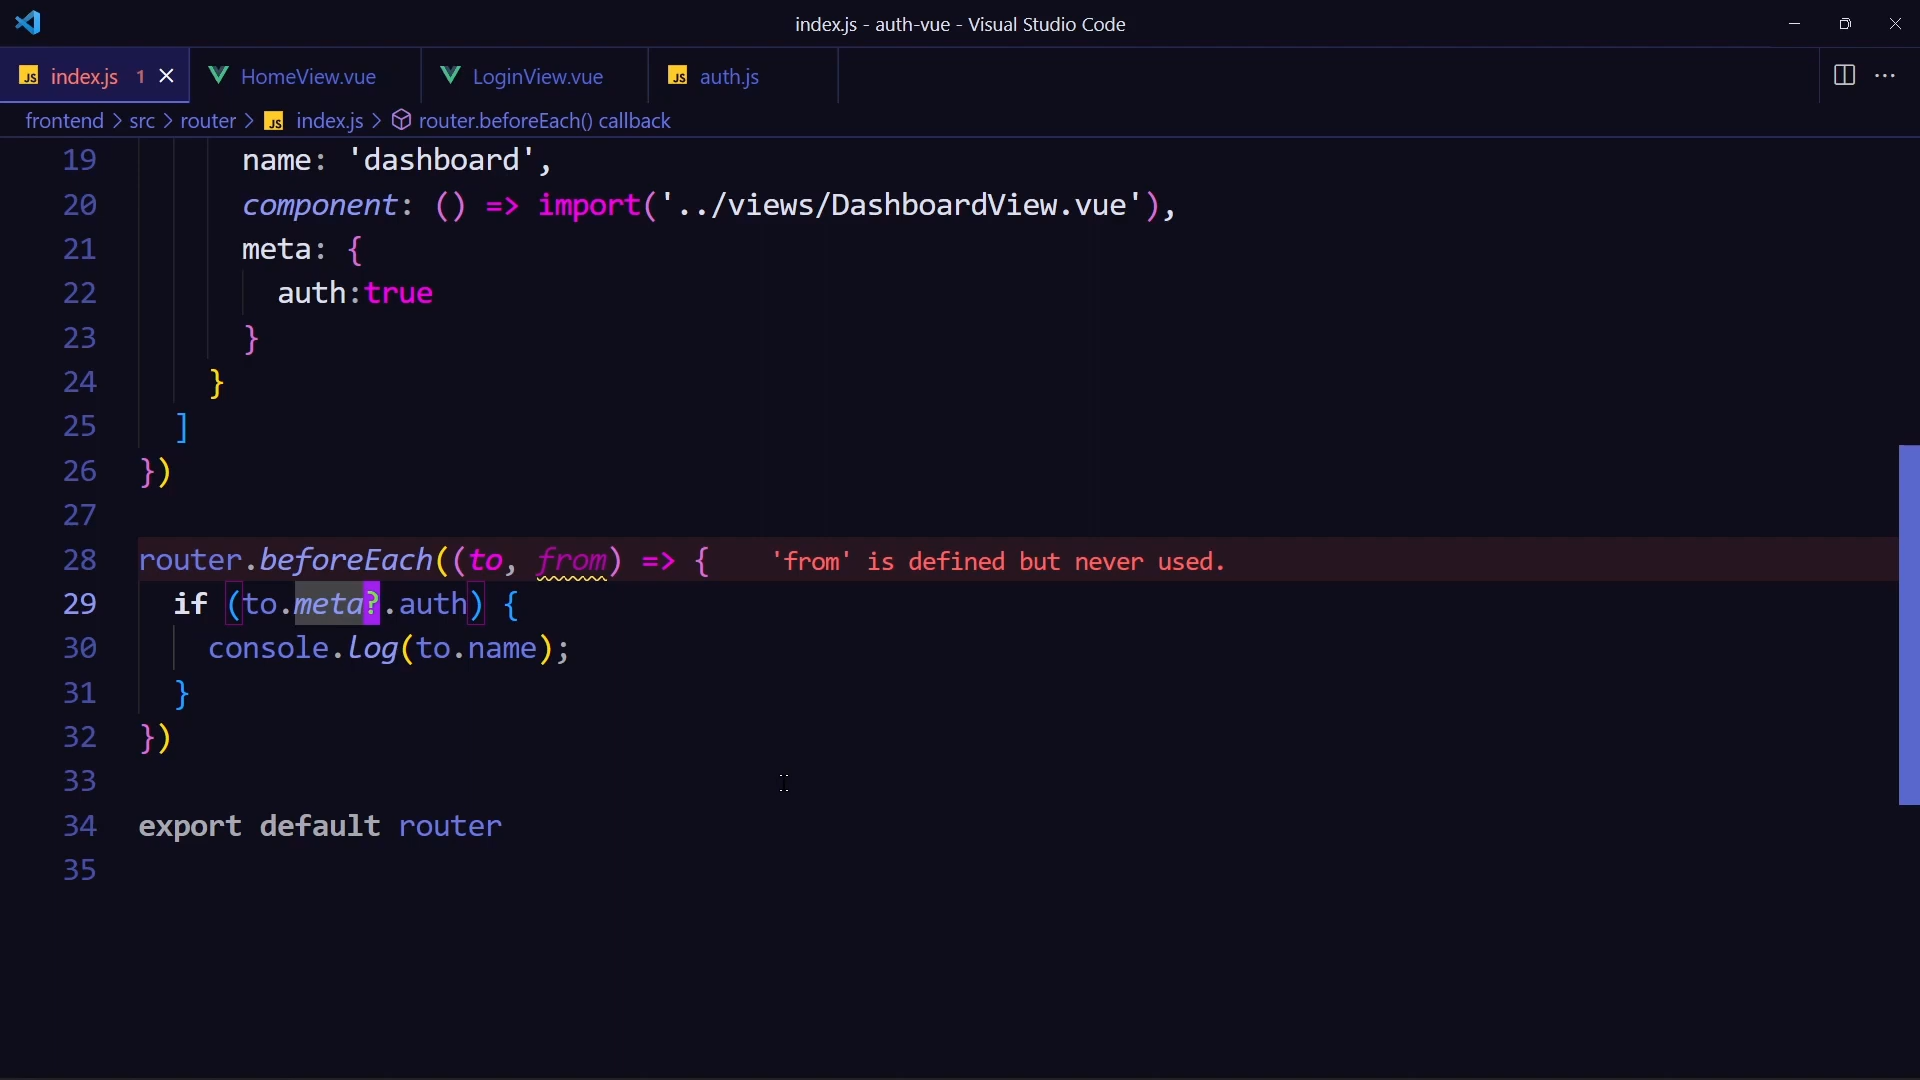 index.js - auth-vue - Visual Studio Code
JS index.js 1 HomeView.vue LoginView.vue JS auth.js
frontend > src > router > JS index.js > router.beforeEach() callback
19 name: 'dashboard',
20 component: () => import('../views/DashboardView.vue'),
21 meta: {
22 auth:true
23 }
24 }
25 ]
26 })
27
28 router.beforeEach((to, from) => { 'from' is defined but never used.
29 if (to.meta?.auth) {
30 console.log(to.name);
31 }
32 })
33
34 export default router
35